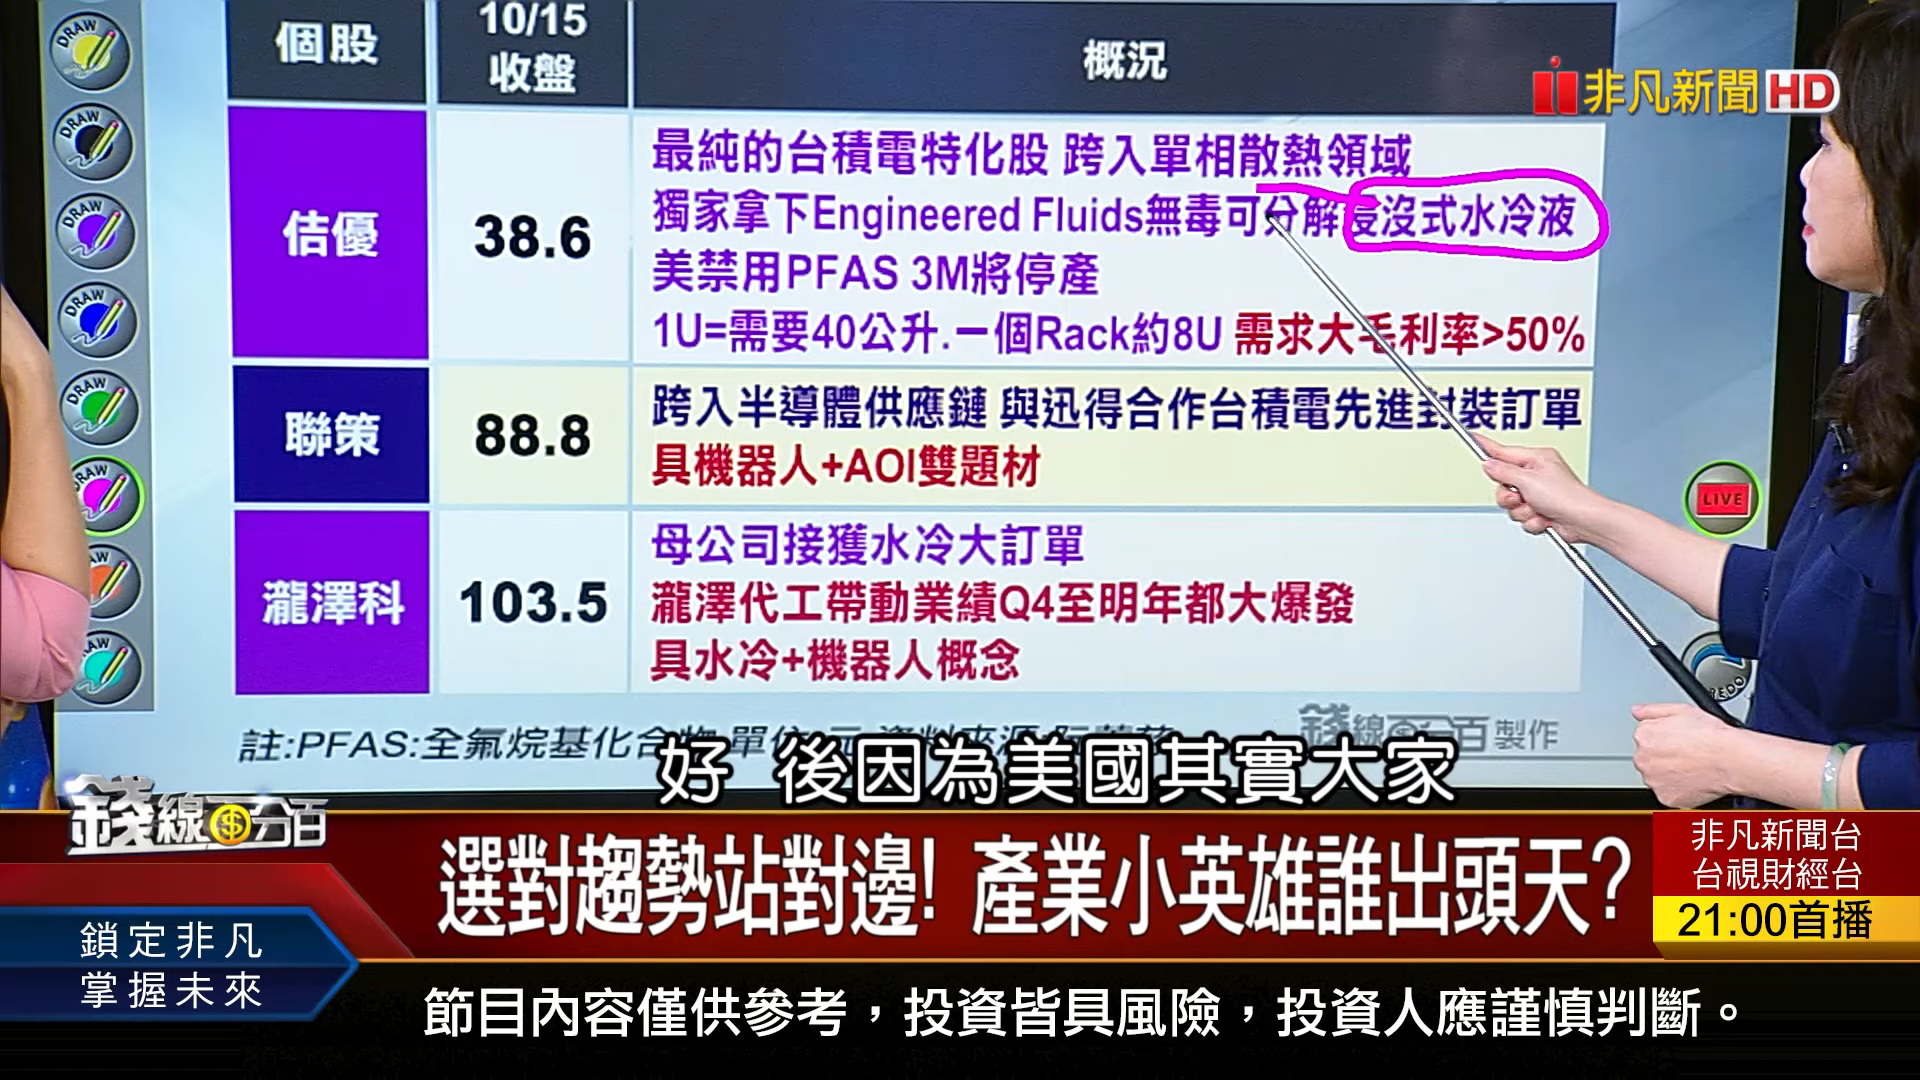 DRAW
DRAW
DRAW
DRAW
DRAW
DRAW
個股
10/15
收盤
概況
非凡新聞HD
佶優
38.6
最純的台積電特化股 跨入單相散熱領域
獨家拿下Engineered Fluids無毒可分解浸沒式水冷液
美禁用PFAS 3M將停產
1U=需要40公升.一個Rack約8U 需求大毛利率>50%
聯策
88.8
跨入半導體供應鏈 與迅得合作台積電先進封裝訂單
具機器人+AOI雙題材
LIVE
瀧澤科
103.5
母公司接獲水冷大訂單
瀧澤代工帶動業績Q4至明年都大爆發
具水冷+機器人概念
REDO
註:PFAS:全氟烷基化合物
錢線百分百製作
好 後因為美國其實大家
錢線百分百
選對趨勢站對邊! 產業小英雄誰出頭天?
非凡新聞台
台視財經台
21:00首播
鎖定非凡
掌握未來
節目內容僅供參考，投資皆具風險，投資人應謹慎判斷。